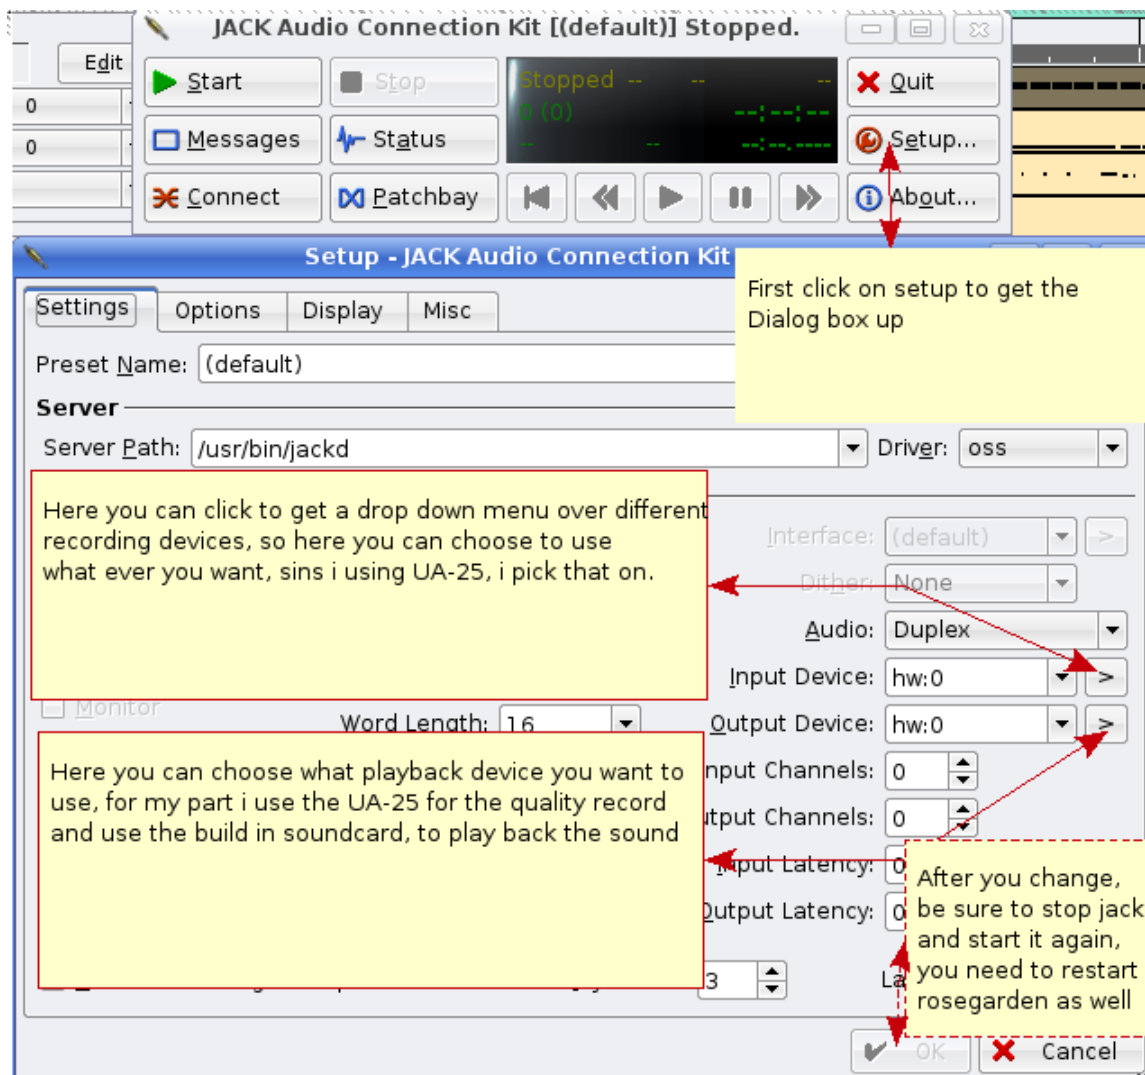 JACK Audio Connection Kit [(default)] Stopped.
Edit
Start
Stop
Stopped -- -- --
Quit
0
0 (0) --:--:--
0
Messages
Status
-- -- --:--.----
Setup...
Connect
Patchbay
About...
Setup - JACK Audio Connection Kit
First click on setup to get the
Dialog box up
Settings
Options
Display
Misc
Preset Name: (default)
Server
Server Path: /usr/bin/jackd
Driver: oss
Here you can click to get a drop down menu over different
recording devices, so here you can choose to use
what ever you want, sins i using UA-25, i pick that on.
Interface: (default) >
Dither: None
Audio: Duplex
Input Device: hw:0 >
Monitor
Word Length: 16
Output Device: hw:0 >
Here you can choose what playback device you want to
use, for my part i use the UA-25 for the quality record
and use the build in soundcard, to play back the sound
nput Channels: 0
utput Channels: 0
Input Latency: 0
Output Latency: 0
After you change,
be sure to stop jack
and start it again,
you need to restart
rosegarden as well
3
La
OK
Cancel